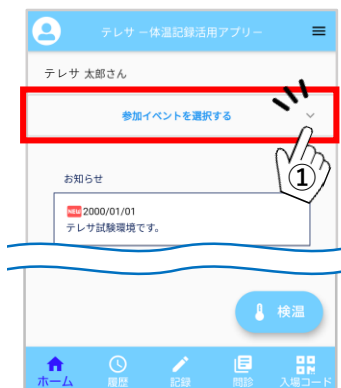 テレサ ー体温記録活用アプリー
テレサ 太郎さん
参加イベントを選択する
①
お知らせ
NEW 2000/01/01
テレサ試験環境です。
検温
ホーム 履歴 記録 問診 入場コード